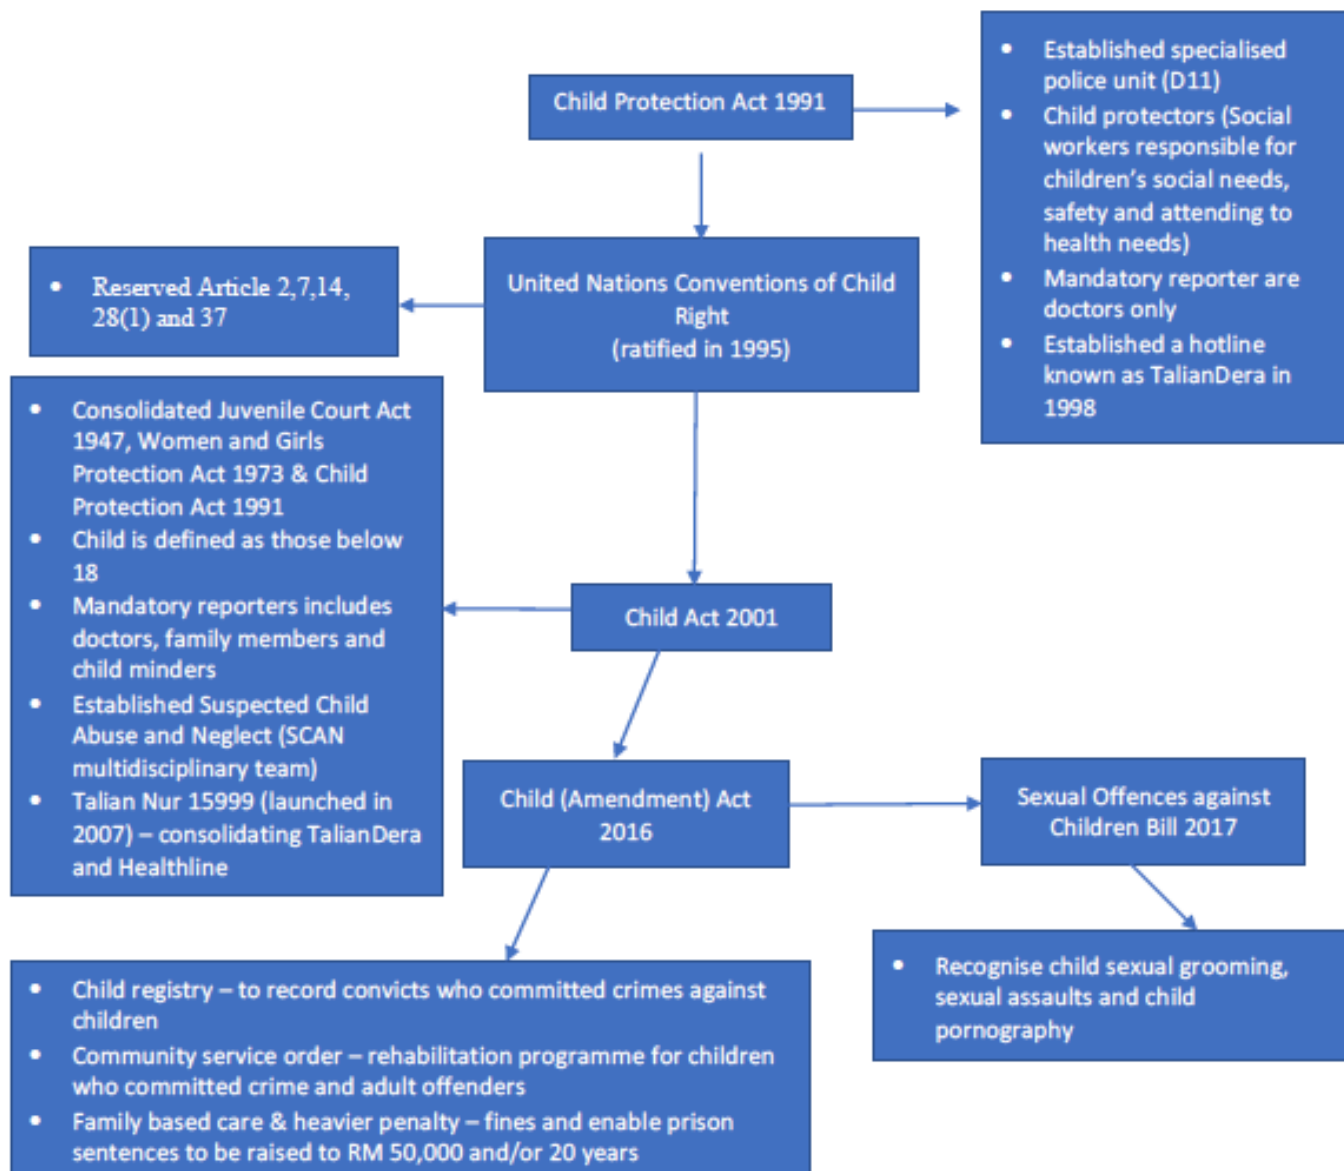 Child Protection Act 1991
• Established specialised
police unit (D11)
• Child protectors (Social
workers responsible for
children's social needs,
safety and attending to
health needs)
• Mandatory reporter are
doctors only
• Established a hotline
known as TalianDera in
1998
United Nations Conventions of Child
Right
(ratified in 1995)
• Reserved Article 2,7,14,
28(1) and 37
Child Act 2001
• Consolidated Juvenile Court Act
1947, Women and Girls
Protection Act 1973 & Child
Protection Act 1991
• Child is defined as those below
18
• Mandatory reporters includes
doctors, family members and
child minders
• Established Suspected Child
Abuse and Neglect (SCAN
multidisciplinary team)
• Talian Nur 15999 (launched in
2007) – consolidating TalianDera
and Healthline
Child (Amendment) Act
2016
Sexual Offences against
Children Bill 2017
• Child registry – to record convicts who committed crimes against
children
• Community service order – rehabilitation programme for children
who committed crime and adult offenders
• Family based care & heavier penalty – fines and enable prison
sentences to be raised to RM 50,000 and/or 20 years
• Recognise child sexual grooming,
sexual assaults and child
pornography